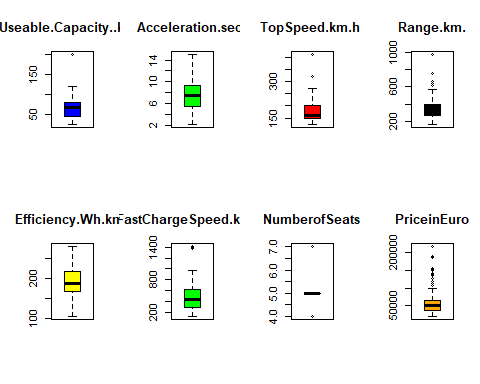 Useable.Capacity..l
Acceleration.sec
TopSpeed.km.h
Range.km.
50 150
2 6 10 14
150 300
200 600 1000
Efficiency.Wh.km
FastChargeSpeed.k
NumberofSeats
PriceinEuro
100 200
200 800 1400
4.0 5.0 6.0 7.0
50000 200000